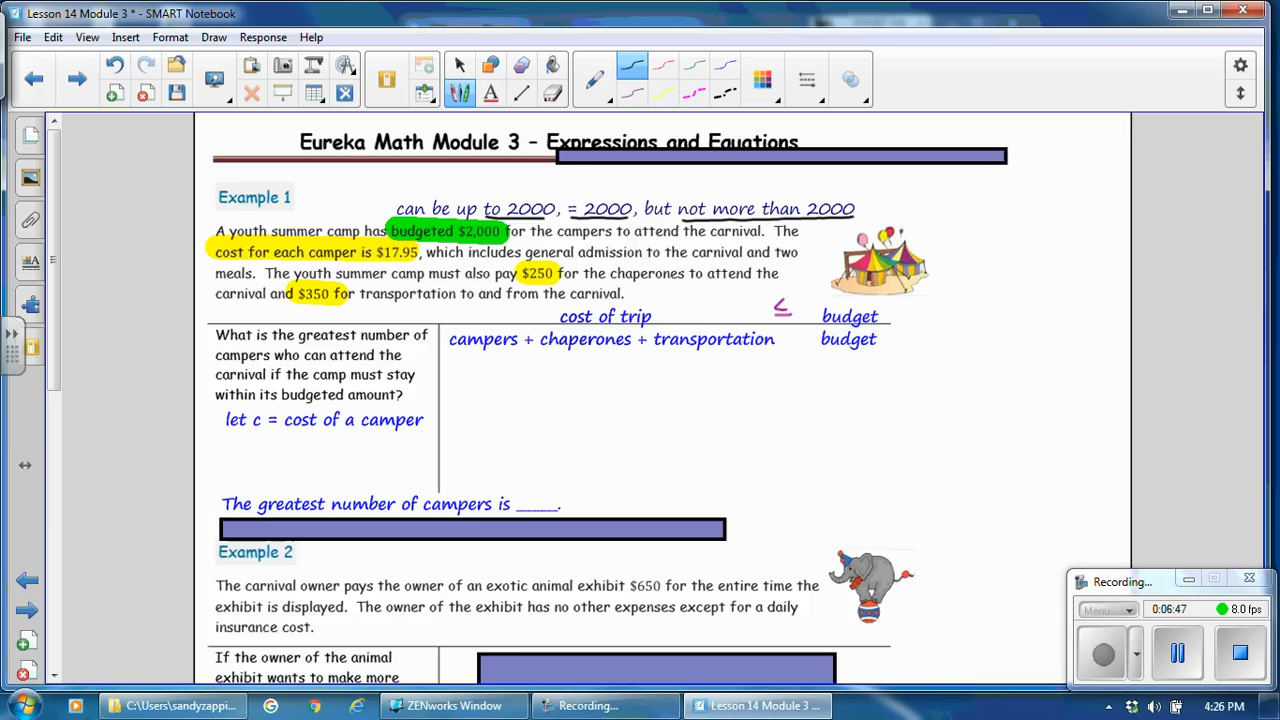 Lesson 14 Module 3 * - SMART Notebook
File Edit View Insert Format Draw Response Help
Eureka Math Module 3 - Expressions and Equations
Example 1
can be up to 2000, = 2000, but not more than 2000
A youth summer camp has budgeted $2,000 for the campers to attend the carnival. The
cost for each camper is $17.95, which includes general admission to the carnival and two
meals. The youth summer camp must also pay $250 for the chaperones to attend the
carnival and $350 for transportation to and from the carnival.
cost of trip ≤ budget
What is the greatest number of
campers who can attend the
carnival if the camp must stay
within its budgeted amount?
campers + chaperones + transportation budget
let c = cost of a camper
The greatest number of campers is _____.
Example 2
The carnival owner pays the owner of an exotic animal exhibit $650 for the entire time the
exhibit is displayed. The owner of the exhibit has no other expenses except for a daily
insurance cost.
If the owner of the animal
exhibit wants to make more
Recording...
Menu 0:06:47 8.0 fps
C:\Users\sandyzappi... ZENworks Window Recording... Lesson 14 Module 3 ... 4:26 PM